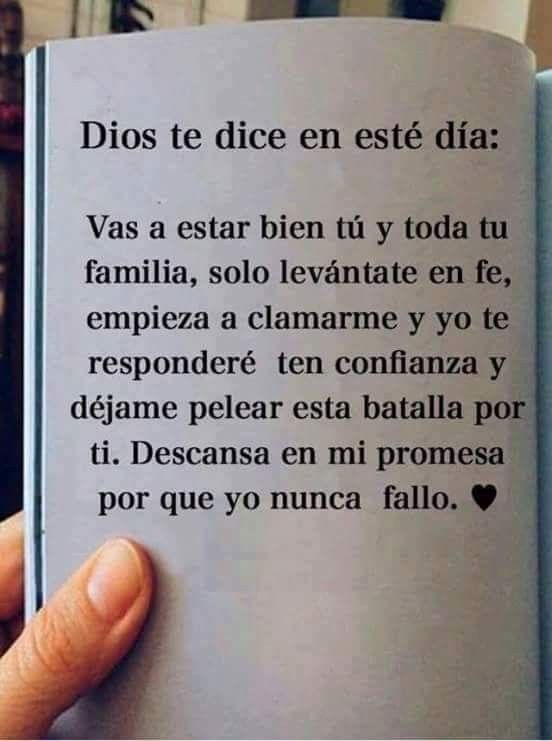 Dios te dice en esté día:
Vas a estar bien tú y toda tu
familia, solo levántate en fe,
empieza a clamarme y yo te
responderé  ten confianza y
déjame pelear esta batalla por
ti. Descansa en mi promesa
por que yo nunca  fallo. ♥